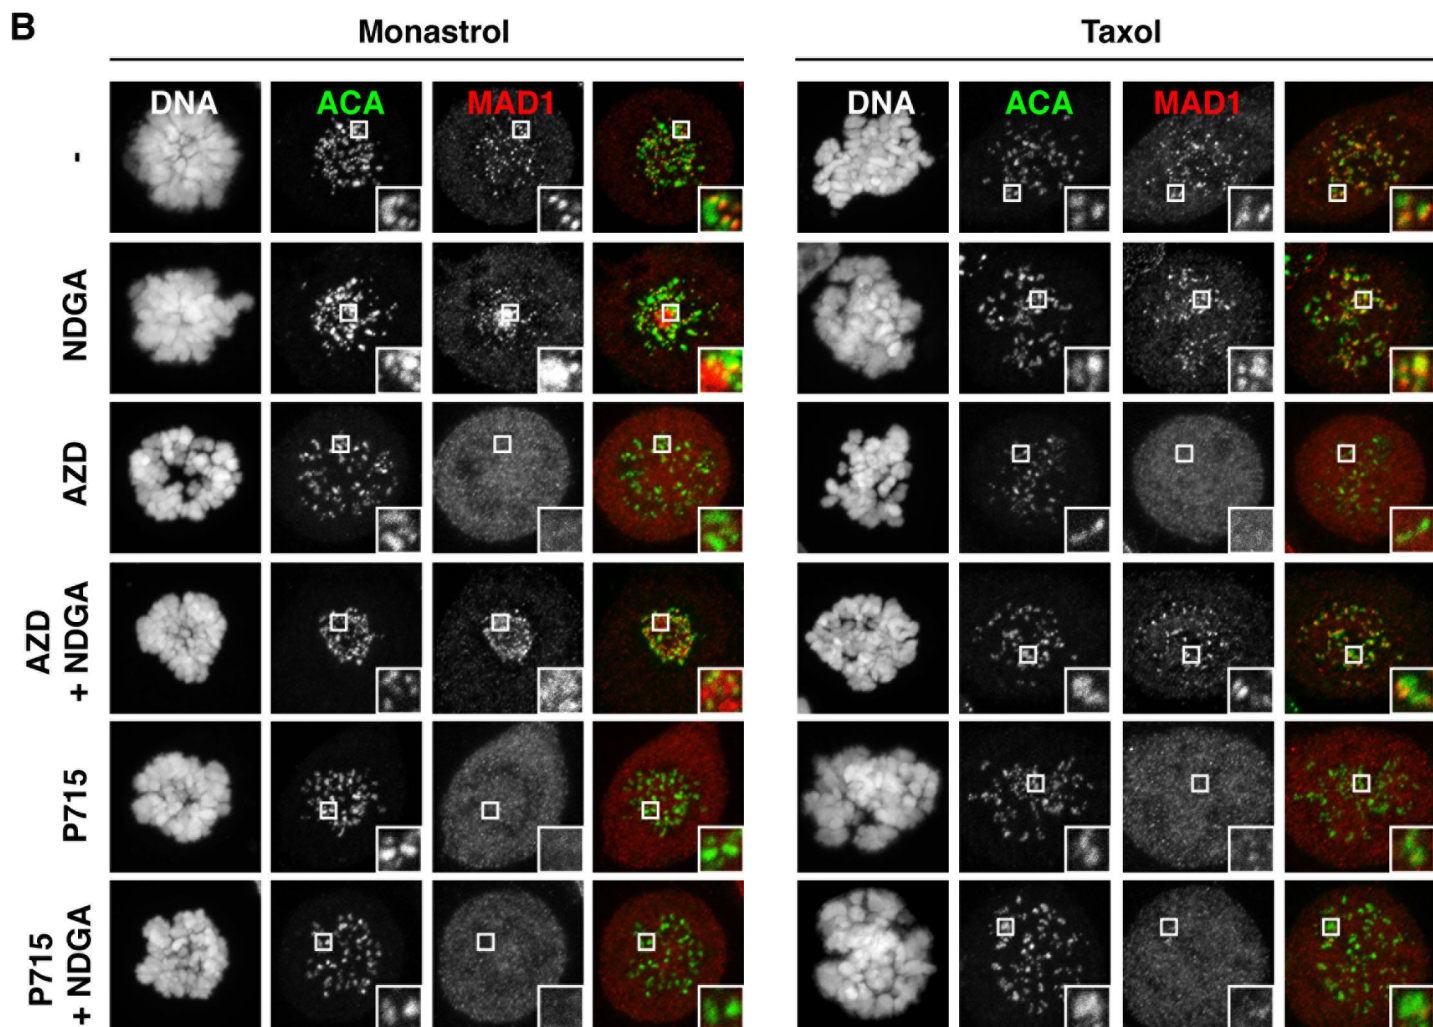 B
Monastrol
Taxol
DNA
ACA
MAD1
DNA
ACA
MAD1
-
NDGA
AZD
AZD
+ NDGA
P715
P715
+ NDGA